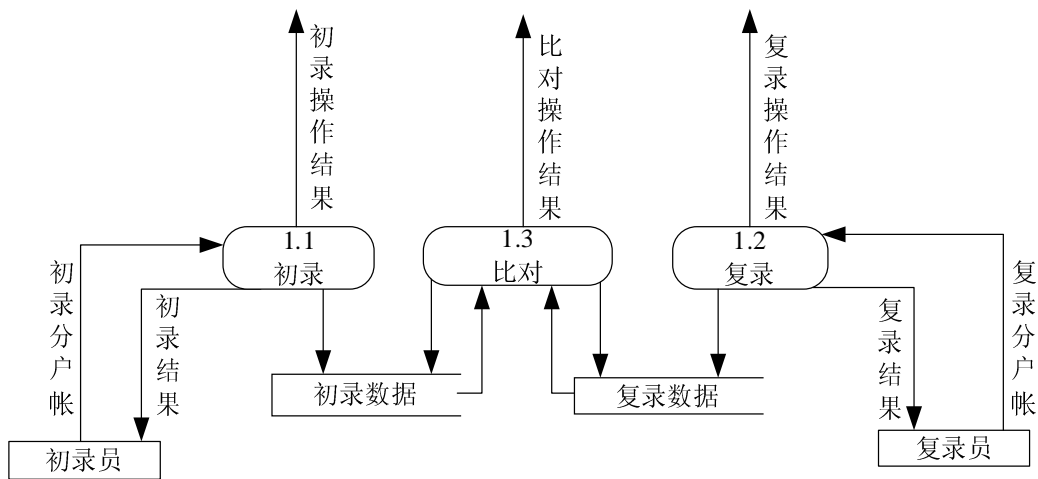 初录操作结果
比对操作结果
复录操作结果
1.1
初录
1.3
比对
1.2
复录
初录分户帐
初录结果
复录结果
复录分户帐
初录数据
复录数据
初录员
复录员